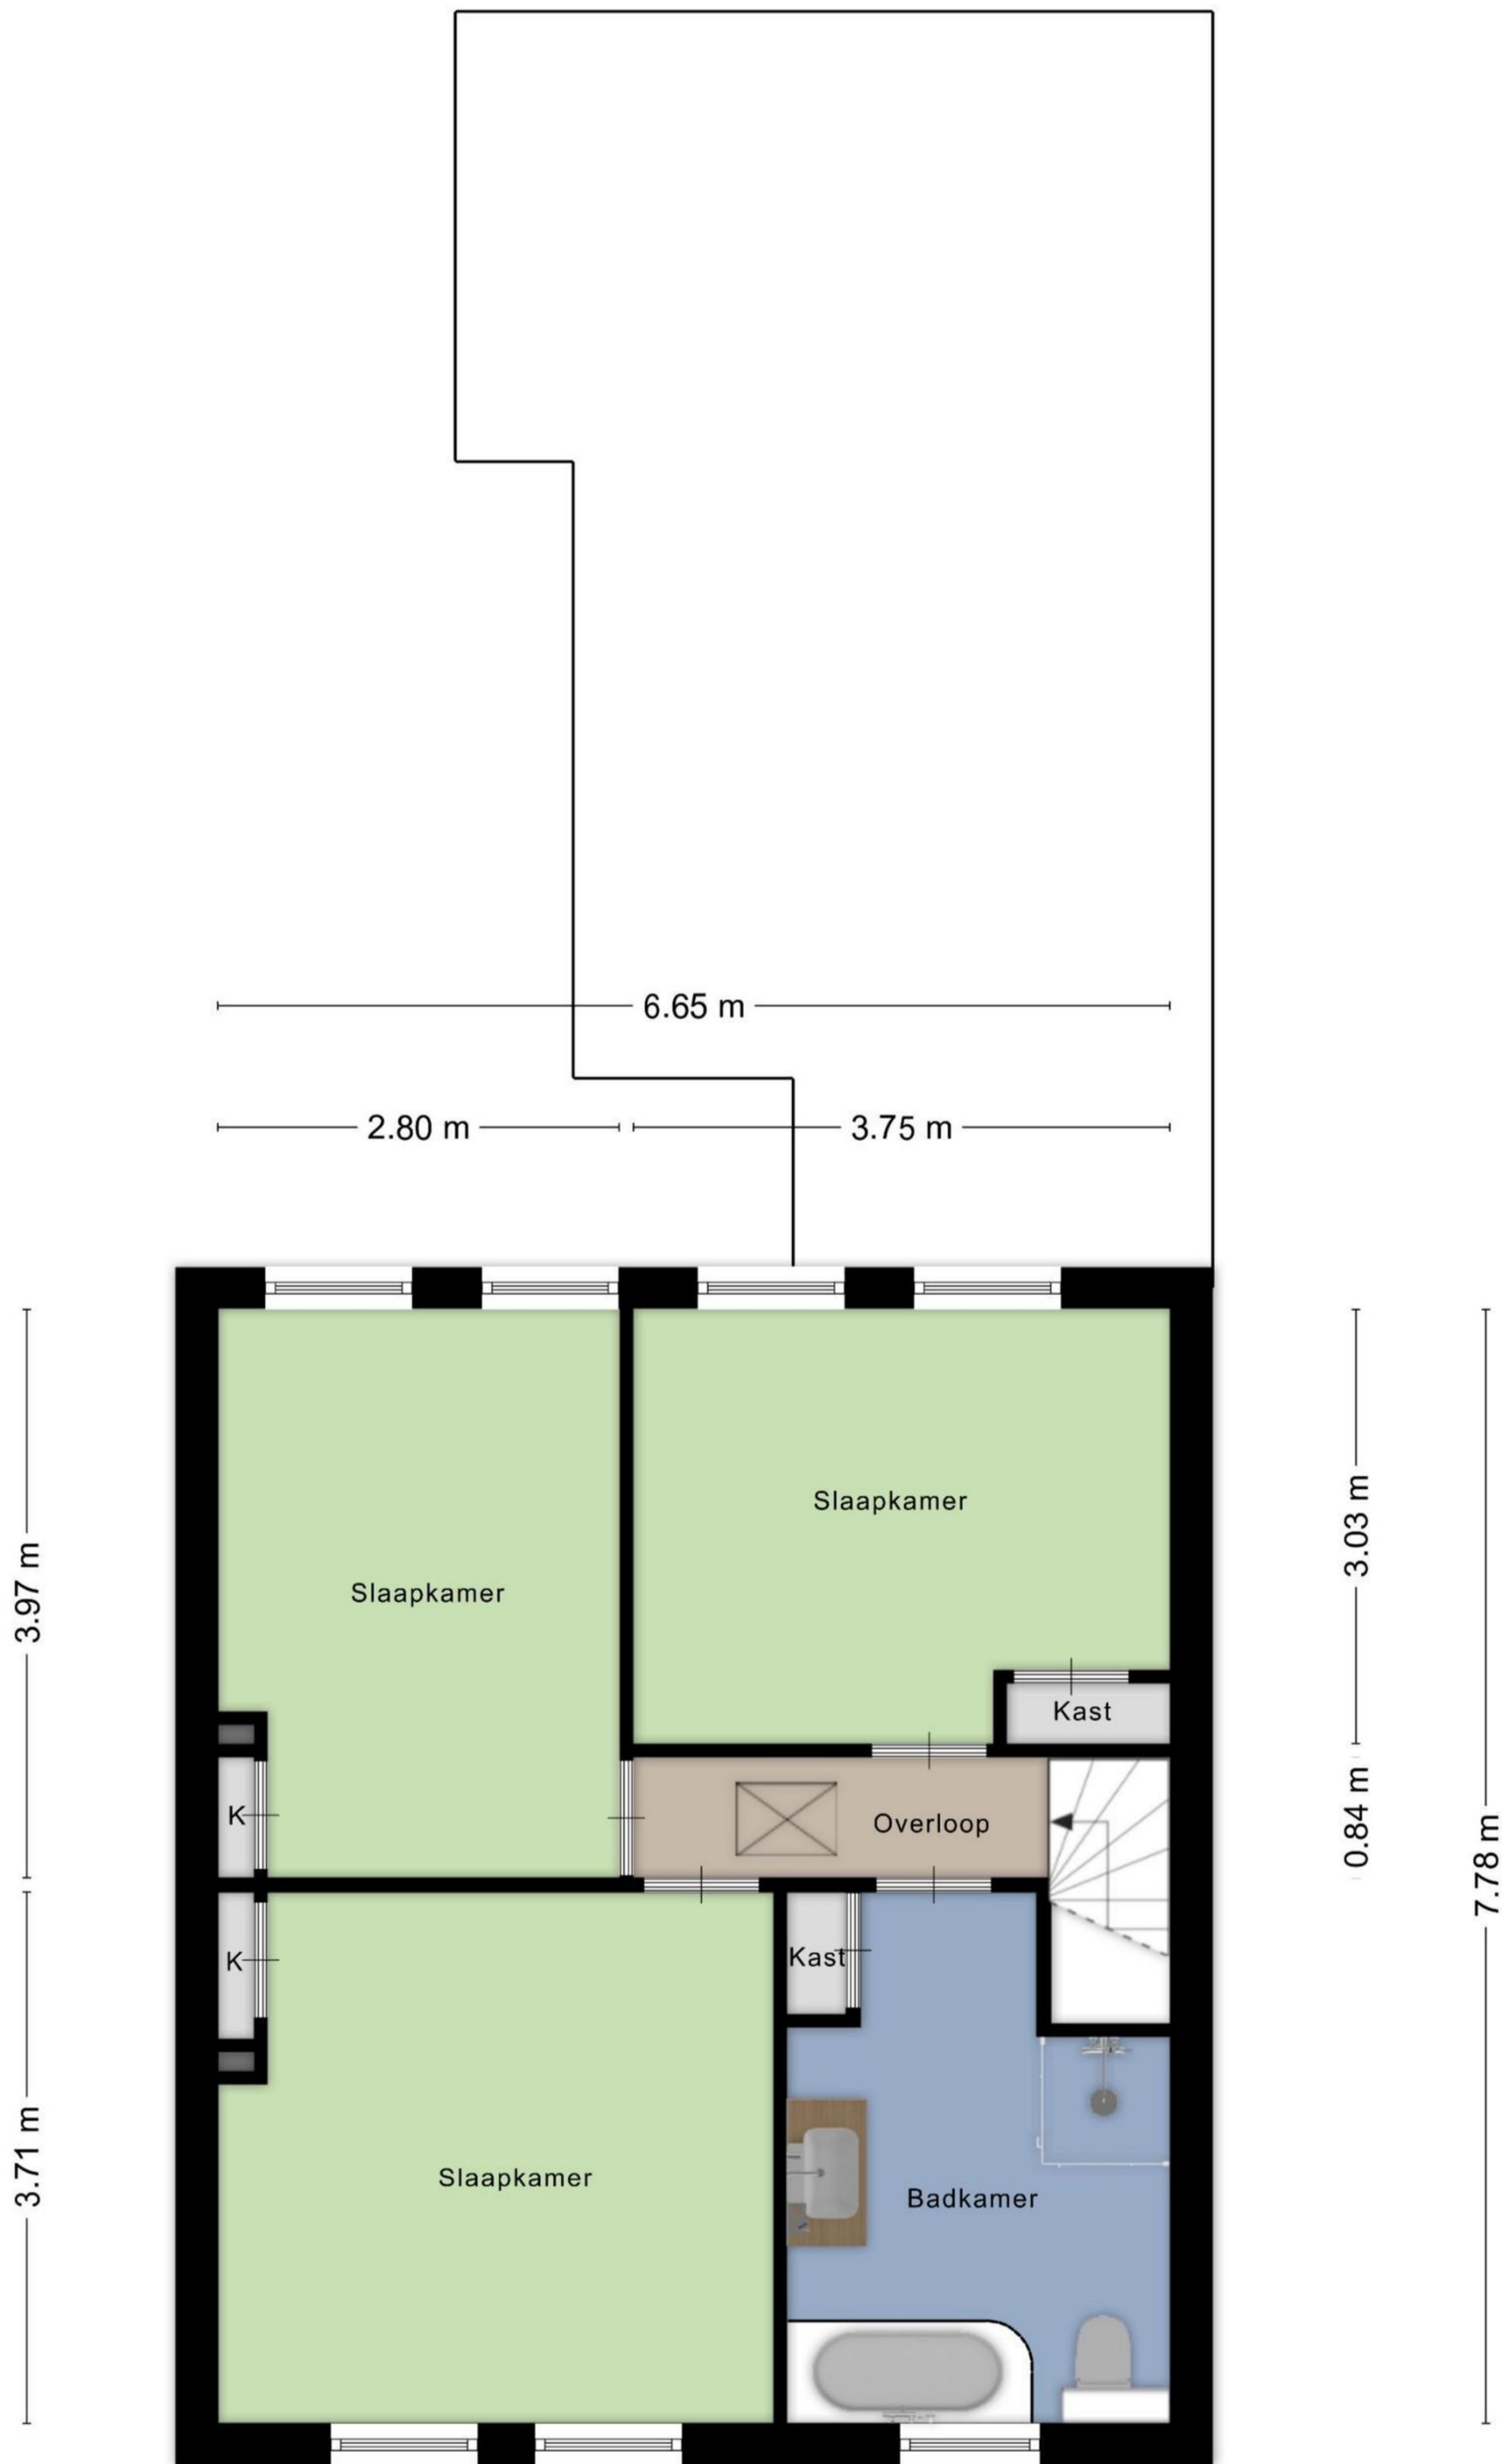 6.65 m
2.80 m
3.75 m
3.97 m
3.03 m
Slaapkamer
Slaapkamer
Kast
K
Overloop
0.84 m
7.78 m
K
Kast
3.71 m
Slaapkamer
Badkamer